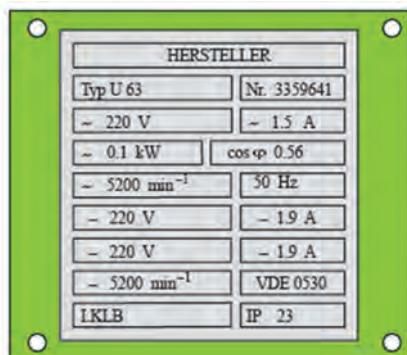 HERSTELLER
Typ U 63 Nr. 3359641
~ 220 V ~ 1.5 A
~ 0.1 kW cos φ 0.56
~ 5200 min⁻¹ 50 Hz
– 220 V – 1.9 A
– 220 V – 1.9 A
– 5200 min⁻¹ VDE 0530
I.KLB IP 23